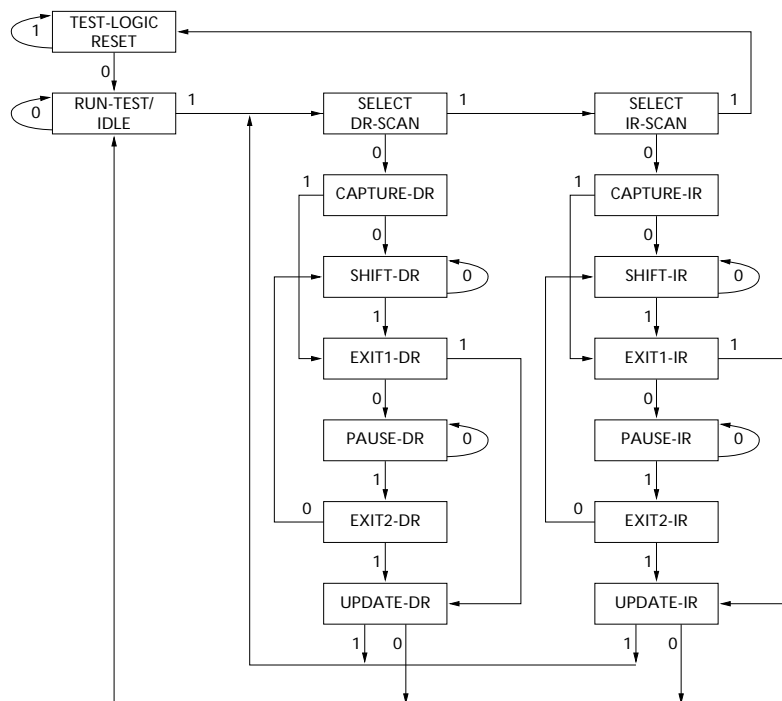 TEST-LOGIC
RESET
1
0
RUN-TEST/
IDLE
0
1
SELECT
DR-SCAN
1
SELECT
IR-SCAN
1
0
0
1
CAPTURE-DR
1
CAPTURE-IR
0
0
SHIFT-DR
0
SHIFT-IR
0
1
1
EXIT1-DR
1
EXIT1-IR
1
0
0
PAUSE-DR
0
PAUSE-IR
0
1
1
0
EXIT2-DR
0
EXIT2-IR
1
1
UPDATE-DR
UPDATE-IR
1
0
1
0